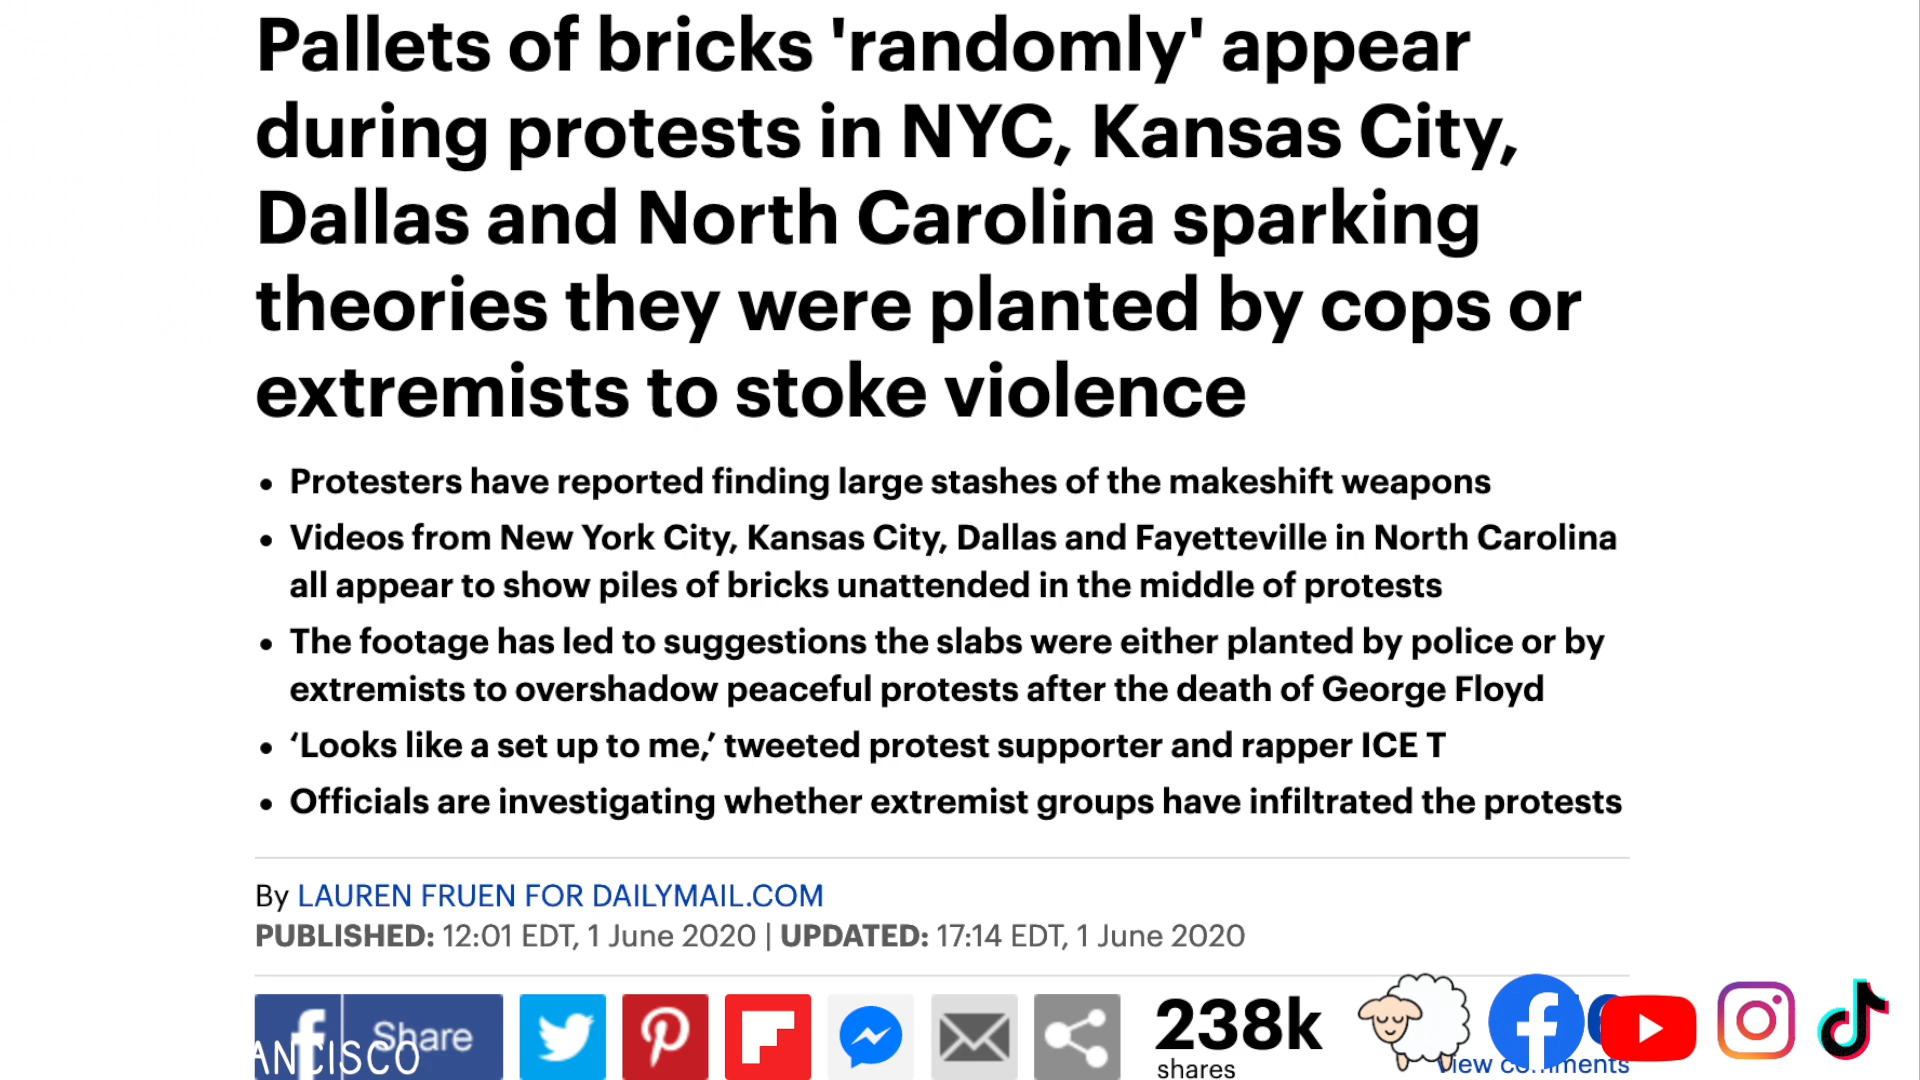 Pallets of bricks 'randomly' appear
during protests in NYC, Kansas City,
Dallas and North Carolina sparking
theories they were planted by cops or
extremists to stoke violence
• Protesters have reported finding large stashes of the makeshift weapons
• Videos from New York City, Kansas City, Dallas and Fayetteville in North Carolina
all appear to show piles of bricks unattended in the middle of protests
• The footage has led to suggestions the slabs were either planted by police or by
extremists to overshadow peaceful protests after the death of George Floyd
• ‘Looks like a set up to me,’ tweeted protest supporter and rapper ICE T
• Officials are investigating whether extremist groups have infiltrated the protests
By LAUREN FRUEN FOR DAILYMAIL.COM
PUBLISHED: 12:01 EDT, 1 June 2020 | UPDATED: 17:14 EDT, 1 June 2020
Share
ANCISCO
238k
shares